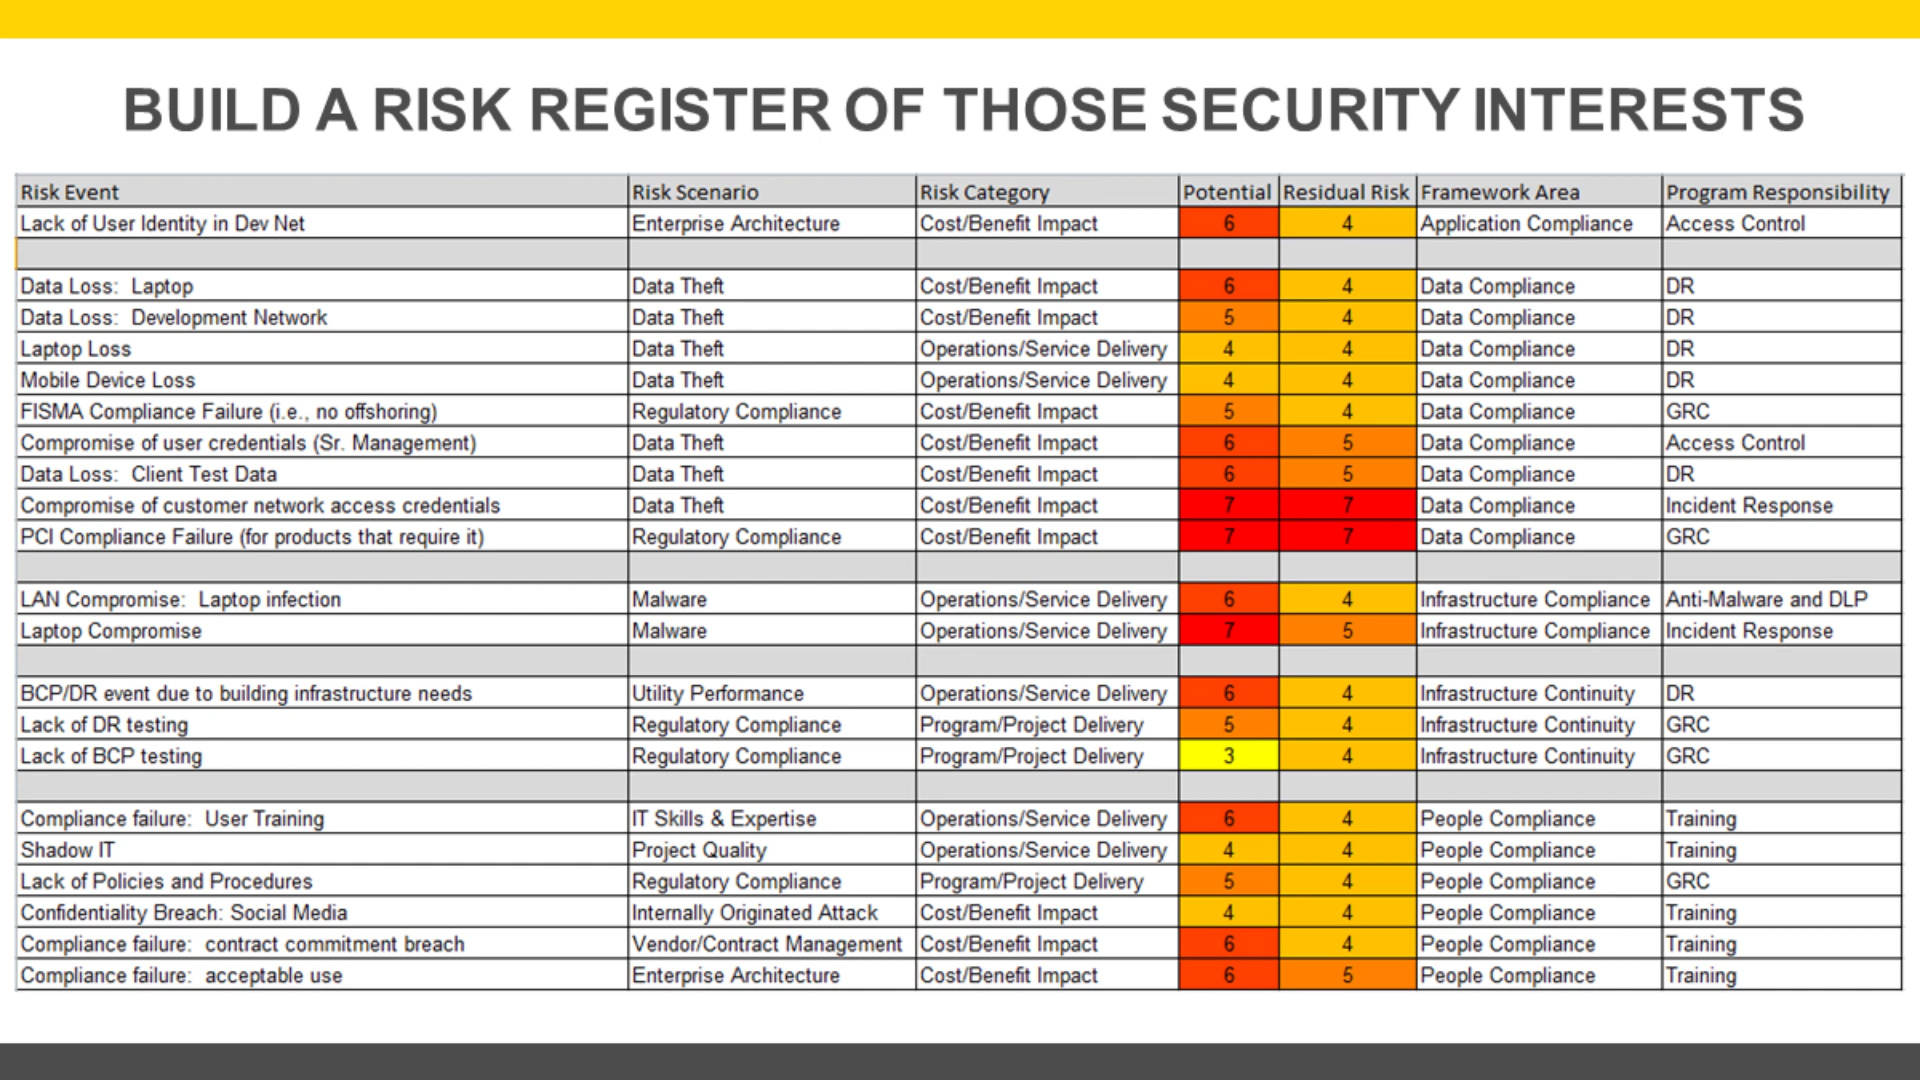 BUILD A RISK REGISTER OF THOSE SECURITY INTERESTS
Risk Event Risk Scenario Risk Category Potential Residual Risk Framework Area Program Responsibility
Lack of User Identity in Dev Net Enterprise Architecture Cost/Benefit Impact 6 4 Application Compliance Access Control
Data Loss: Laptop Data Theft Cost/Benefit Impact 6 4 Data Compliance DR
Data Loss: Development Network Data Theft Cost/Benefit Impact 5 4 Data Compliance DR
Laptop Loss Data Theft Operations/Service Delivery 4 4 Data Compliance DR
Mobile Device Loss Data Theft Operations/Service Delivery 4 4 Data Compliance DR
FISMA Compliance Failure (i.e., no offshoring) Regulatory Compliance Cost/Benefit Impact 5 4 Data Compliance GRC
Compromise of user credentials (Sr. Management) Data Theft Cost/Benefit Impact 6 5 Data Compliance Access Control
Data Loss: Client Test Data Data Theft Cost/Benefit Impact 6 5 Data Compliance DR
Compromise of customer network access credentials Data Theft Cost/Benefit Impact 7 7 Data Compliance Incident Response
PCI Compliance Failure (for products that require it) Regulatory Compliance Cost/Benefit Impact 7 7 Data Compliance GRC
LAN Compromise: Laptop infection Malware Operations/Service Delivery 6 4 Infrastructure Compliance Anti-Malware and DLP
Laptop Compromise Malware Operations/Service Delivery 7 5 Infrastructure Compliance Incident Response
BCP/DR event due to building infrastructure needs Utility Performance Operations/Service Delivery 6 4 Infrastructure Continuity DR
Lack of DR testing Regulatory Compliance Program/Project Delivery 5 4 Infrastructure Continuity GRC
Lack of BCP testing Regulatory Compliance Program/Project Delivery 3 4 Infrastructure Continuity GRC
Compliance failure: User Training IT Skills & Expertise Operations/Service Delivery 6 4 People Compliance Training
Shadow IT Project Quality Operations/Service Delivery 4 4 People Compliance Training
Lack of Policies and Procedures Regulatory Compliance Program/Project Delivery 5 4 People Compliance GRC
Confidentiality Breach: Social Media Internally Originated Attack Cost/Benefit Impact 4 4 People Compliance Training
Compliance failure: contract commitment breach Vendor/Contract Management Cost/Benefit Impact 6 4 People Compliance Training
Compliance failure: acceptable use Enterprise Architecture Cost/Benefit Impact 6 5 People Compliance Training